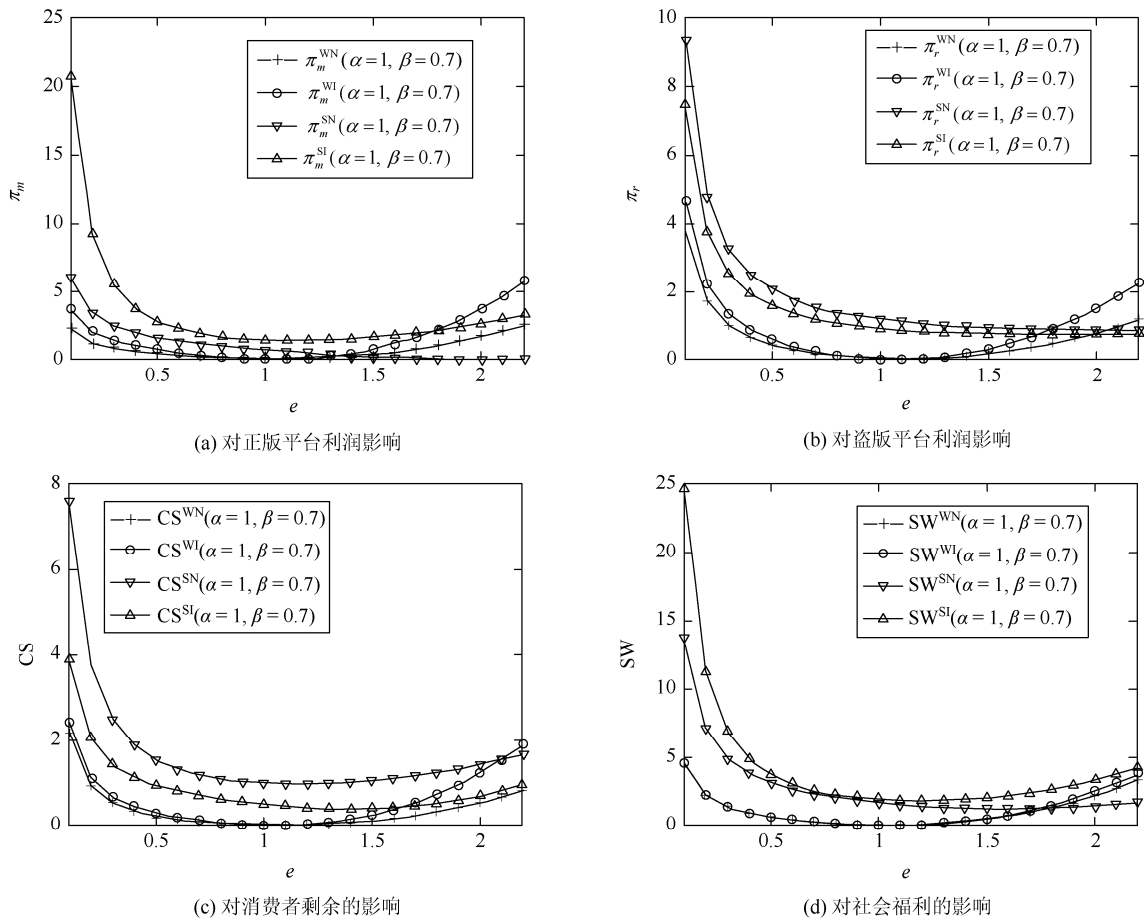 25
20
15
10
5
0
0.5
1
1.5
2
π_m
e
π_m^WN(α=1, β=0.7)
π_m^WI(α=1, β=0.7)
π_m^SN(α=1, β=0.7)
π_m^SI(α=1, β=0.7)
(a) 对正版平台利润影响
10
8
6
4
2
0
0.5
1
1.5
2
π_r
e
π_r^WN(α=1, β=0.7)
π_r^WI(α=1, β=0.7)
π_r^SN(α=1, β=0.7)
π_r^SI(α=1, β=0.7)
(b) 对盗版平台利润影响
8
6
4
2
0
0.5
1
1.5
2
CS
e
CS^WN(α=1, β=0.7)
CS^WI(α=1, β=0.7)
CS^SN(α=1, β=0.7)
CS^SI(α=1, β=0.7)
(c) 对消费者剩余的影响
25
20
15
10
5
0
0.5
1
1.5
2
SW
e
SW^WN(α=1, β=0.7)
SW^WI(α=1, β=0.7)
SW^SN(α=1, β=0.7)
SW^SI(α=1, β=0.7)
(d) 对社会福利的影响